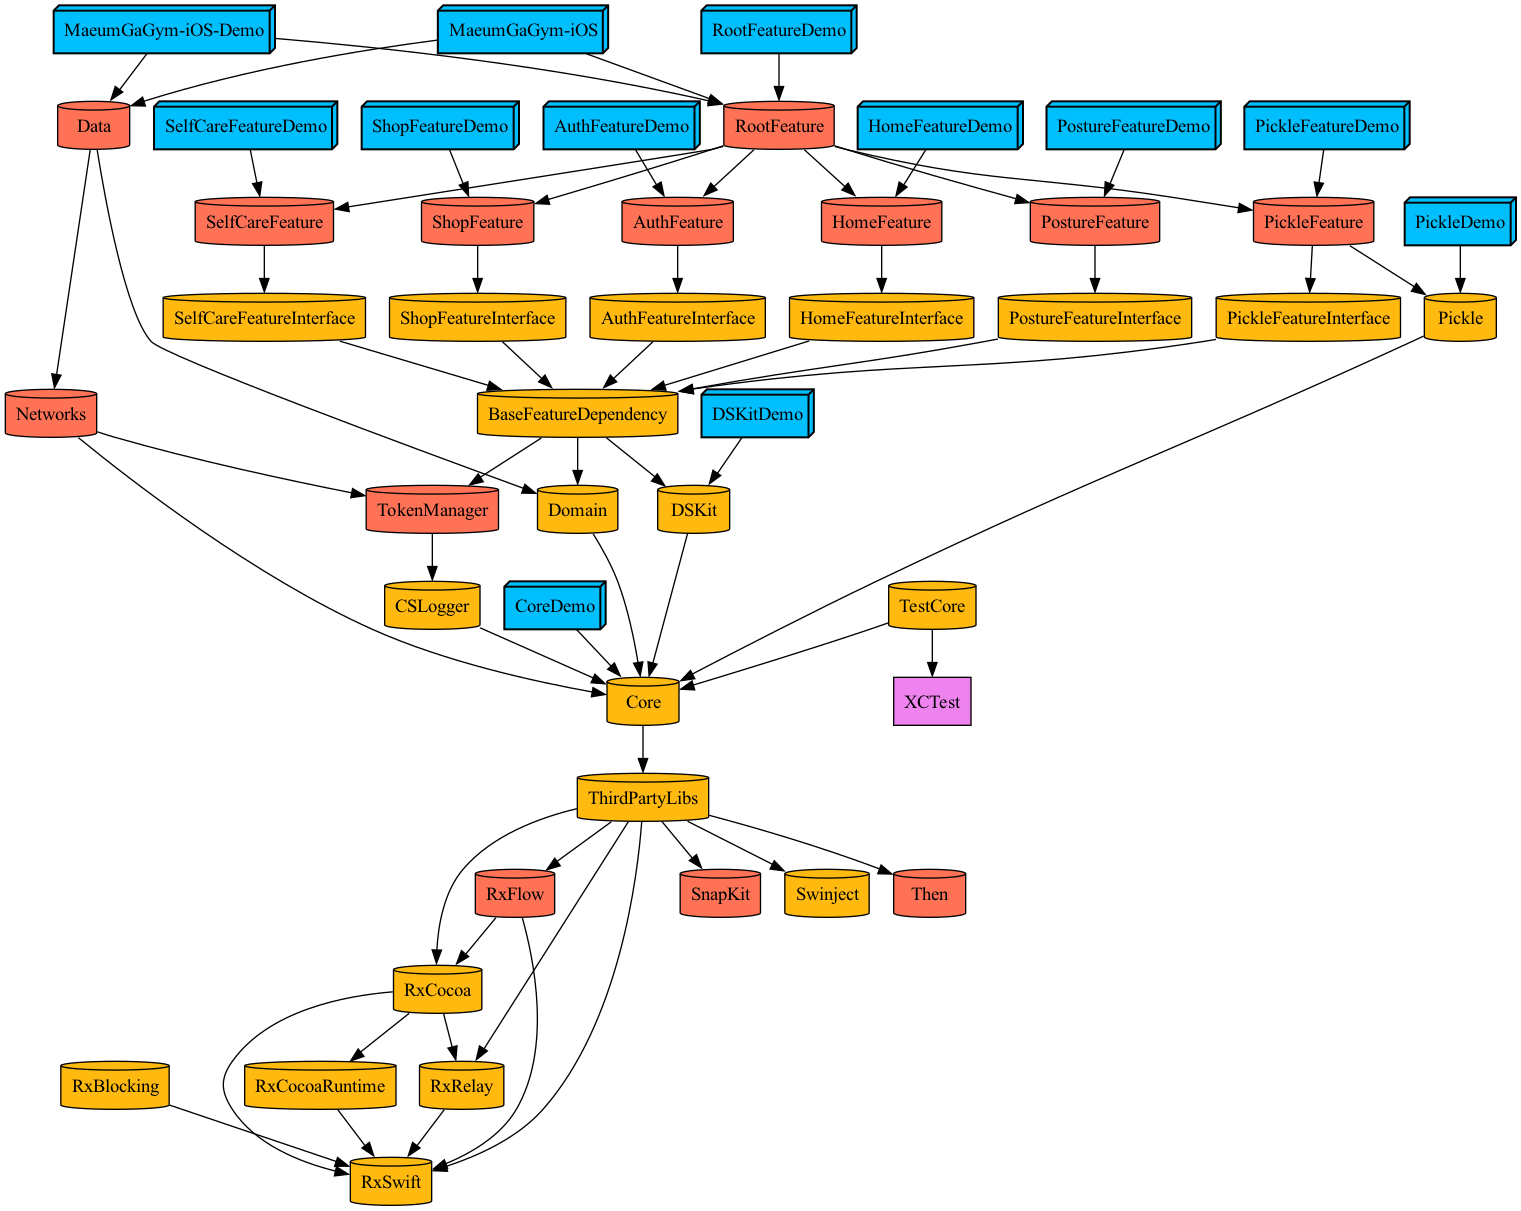 MaeumGaGym-iOS-Demo
MaeumGaGym-iOS
RootFeatureDemo
Data
SelfCareFeatureDemo
ShopFeatureDemo
AuthFeatureDemo
RootFeature
HomeFeatureDemo
PostureFeatureDemo
PickleFeatureDemo
SelfCareFeature
ShopFeature
AuthFeature
HomeFeature
PostureFeature
PickleFeature
PickleDemo
SelfCareFeatureInterface
ShopFeatureInterface
AuthFeatureInterface
HomeFeatureInterface
PostureFeatureInterface
PickleFeatureInterface
Pickle
Networks
BaseFeatureDependency
DSKitDemo
TokenManager
Domain
DSKit
CSLogger
CoreDemo
TestCore
Core
XCTest
ThirdPartyLibs
RxFlow
SnapKit
Swinject
Then
RxCocoa
RxBlocking
RxCocoaRuntime
RxRelay
RxSwift